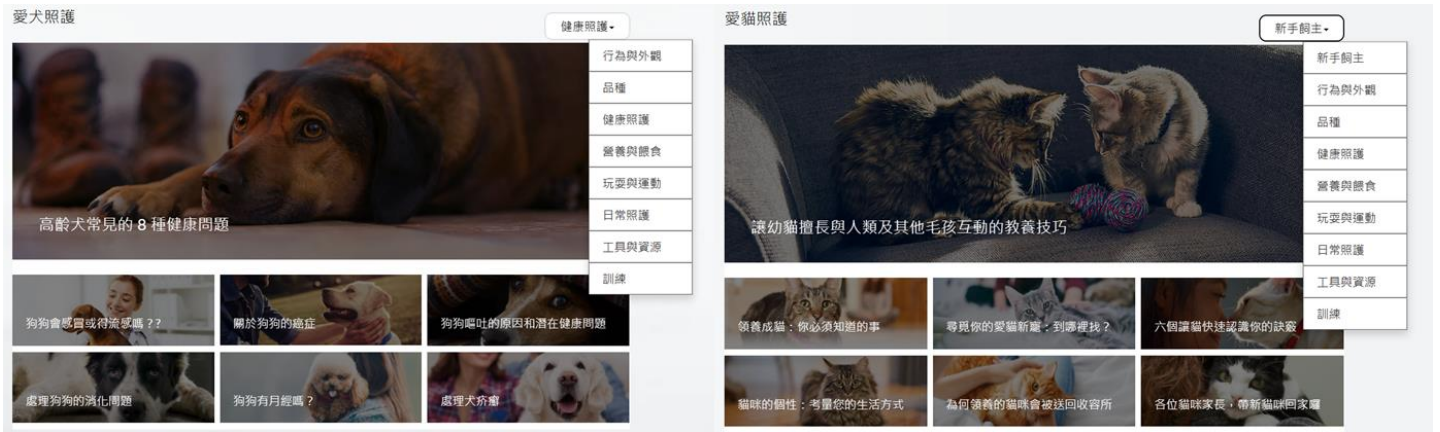 愛犬照護
健康照護
行為與外觀
品種
健康照護
營養與餵食
玩耍與運動
日常照護
工具與資源
訓練
高齡犬常見的 8 種健康問題
狗狗會感冒或得流感嗎??
關於狗狗的癌症
狗狗嘔吐的原因和潛在健康問題
處理狗狗的消化問題
狗狗有月經嗎?
處理犬疥癬
愛貓照護
新手飼主
新手飼主
行為與外觀
品種
健康照護
營養與餵食
玩耍與運動
日常照護
工具與資源
訓練
讓幼貓擅長與人類及其他毛孩互動的教養技巧
領養成貓:你必須知道的事
尋覓你的愛貓新寵:到哪裡找?
六個讓貓快速認識你的訣竅
貓咪的個性:考量您的生活方式
為何領養的貓咪會被送回收容所
各位貓咪家長,帶新貓咪回家囉